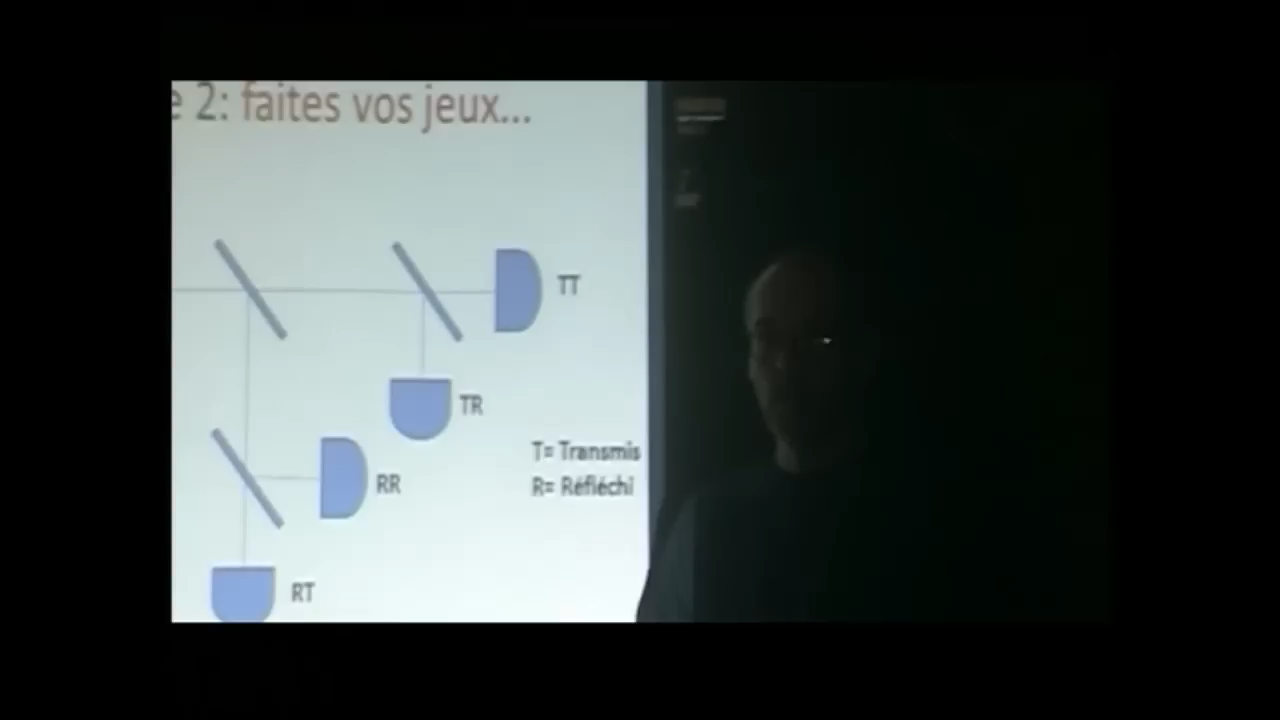 e 2: faites vos jeux...
TT
TR
T= Transmis
RR
R= Réfléchi
RT